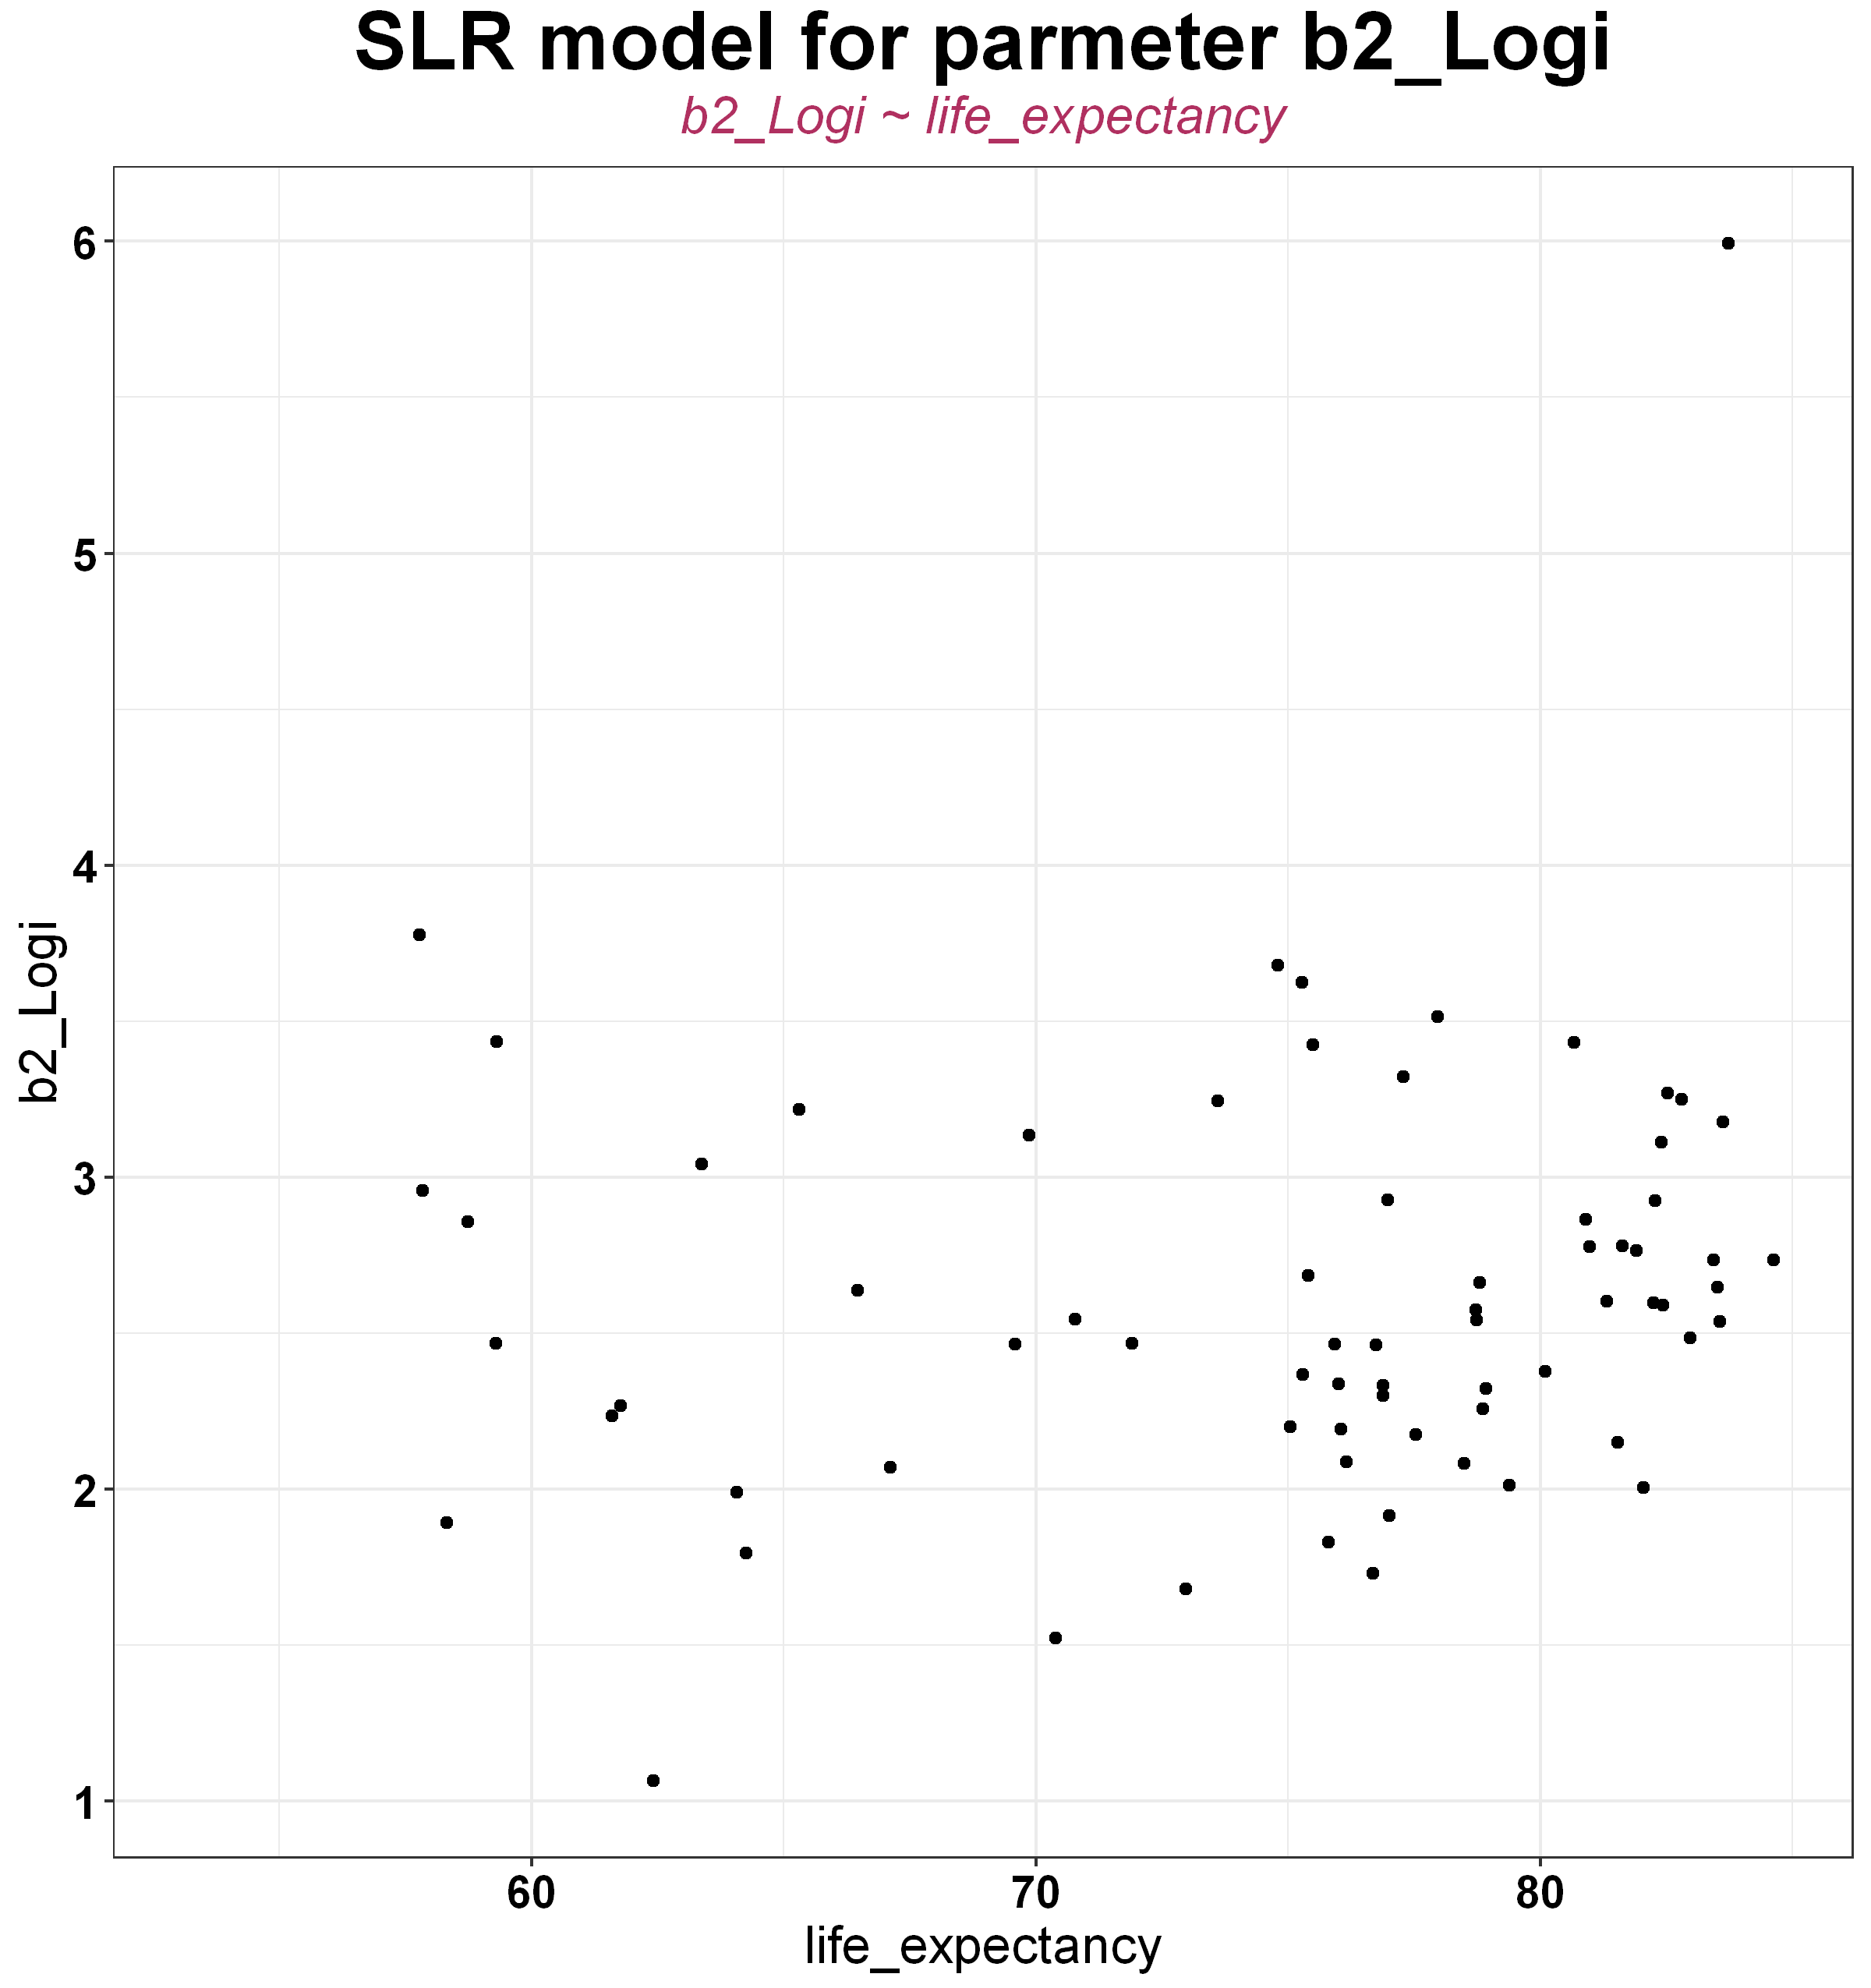 SLR model for parmeter b2_Logi
b2_Logi ~ life_expectancy
6
5
4
3
2
1
b2_Logi
60 70 80
life_expectancy